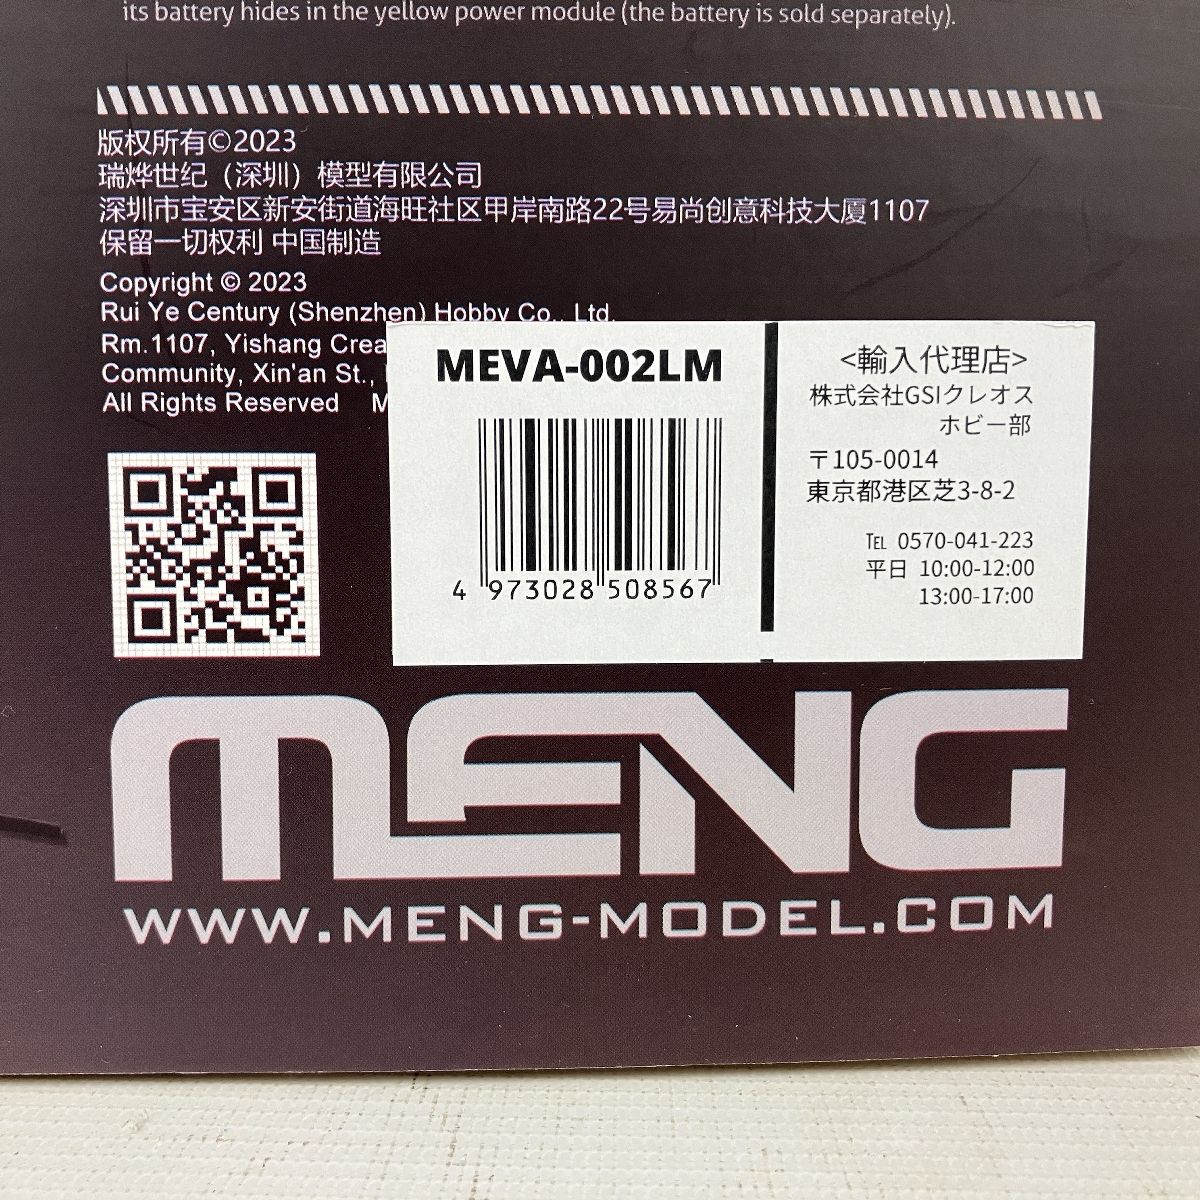 its battery hides in the yellow power module (the battery is sold separately).
版权所有©2023
瑞烨世纪（深圳）模型有限公司
深圳市宝安区新安街道海旺社区甲岸南路22号易尚创意科技大厦1107
保留一切权利 中国制造
Copyright © 2023
Rui Ye Century (Shenzhen) Hobby Co., Ltd.
Rm.1107, Yishang
Community, Xin'an St.,
All Rights Reserved
MEVA-002LM
4 973028 508567
<輸入代理店>
株式会社GSIクレオス
ホビー部
〒105-0014
東京都港区芝3-8-2
TEL 0570-041-223
平日 10:00-12:00
13:00-17:00
MENG
WWW.MENG-MODEL.COM